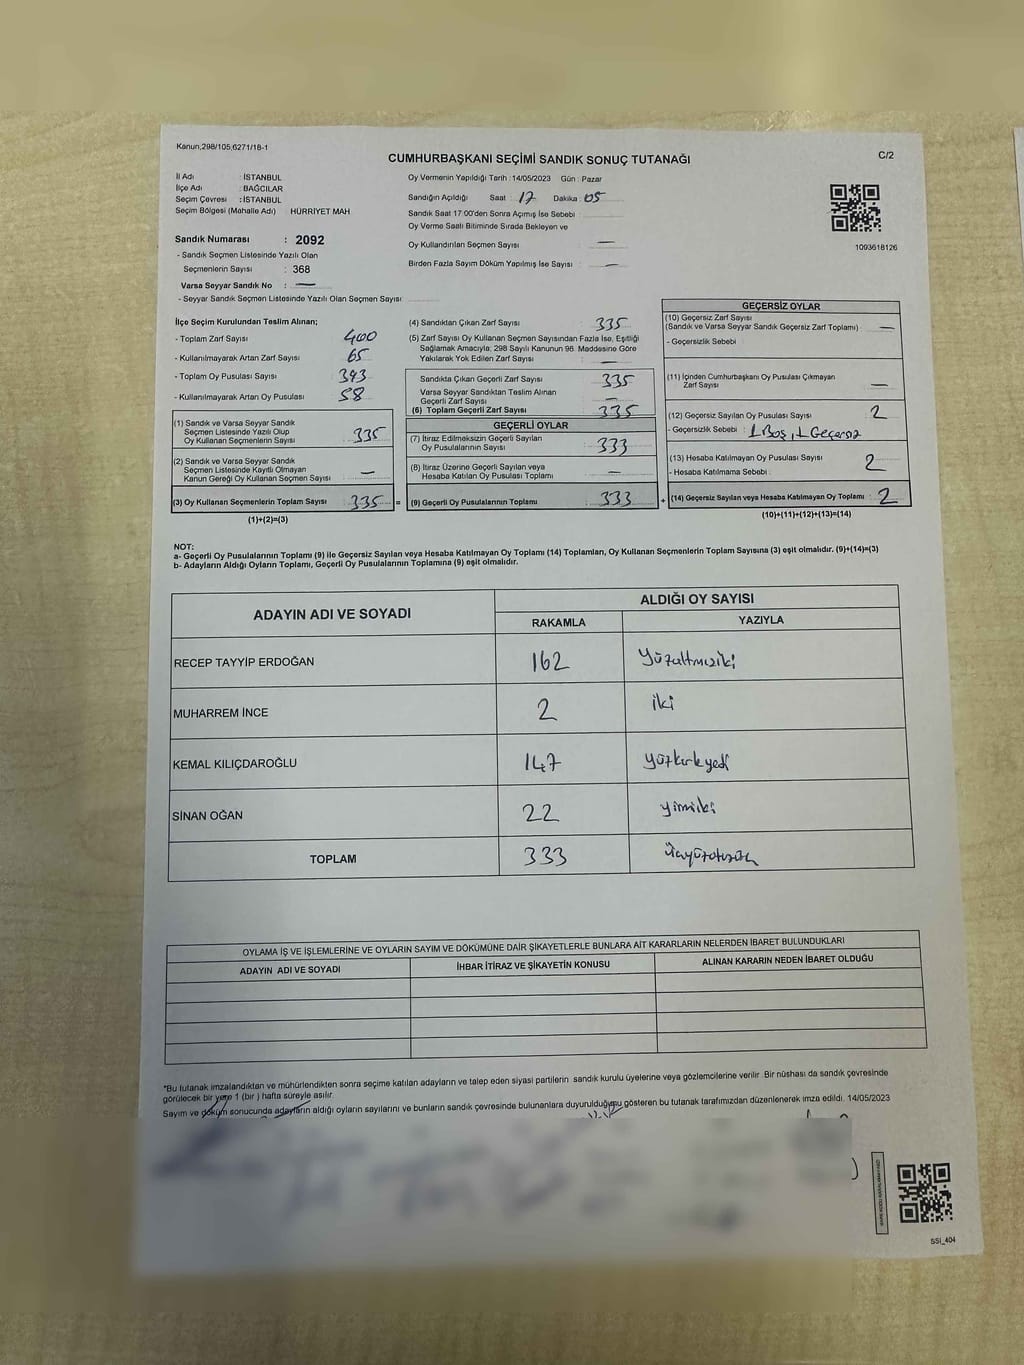 Kanun,298/105,6271/18-1
CUMHURBAŞKANI SEÇİMİ SANDIK SONUÇ TUTANAĞI
C/2
İl Adı : İSTANBUL
İlçe Adı : BAĞCILAR
Seçim Çevresi : İSTANBUL
Seçim Bölgesi (Mahalle Adı) : HÜRRİYET MAH
Sandık Numarası : 2092
- Sandık Seçmen Listesinde Yazılı Olan
Seçmenlerin Sayısı : 368
Varsa Seyyar Sandık No : —
- Seyyar Sandık Seçmen Listesinde Yazılı Olan Seçmen Sayısı:
Oy Vermenin Yapıldığı Tarih : 14/05/2023 Gün : Pazar
Sandığın Açıldığı Saat : 17 Dakika : 05
Sandık Saat 17:00'den Sonra Açımış İse Sebebi :
Oy Verme Saati Bitiminde Sırada Bekleyen ve
Oy Kullandırılan Seçmen Sayısı : —
Birden Fazla Sayım Döküm Yapılmış İse Sayısı : —
1093618126
İlçe Seçim Kurulundan Teslim Alınan;
- Toplam Zarf Sayısı : 400
- Kullanılmayarak Artan Zarf Sayısı : 65
- Toplam Oy Pusulası Sayısı : 393
- Kullanılmayarak Artan Oy Pusulası : 58
(1) Sandık ve Varsa Seyyar Sandık
Seçmen Listesinde Yazılı Olup
Oy Kullanan Seçmenlerin Sayısı : 335
(2) Sandık ve Varsa Seyyar Sandık
Seçmen Listesinde Kayıtlı Olmayan
Kanun Gereği Oy Kullanan Seçmen Sayısı : —
(3) Oy Kullanan Seçmenlerin Toplam Sayısı : 335 =
(1)+(2)=(3)
(4) Sandıktan Çıkan Zarf Sayısı : 335
(5) Zarf Sayısı Oy Kullanan Seçmen Sayısından Fazla İse, Eşitliği
Sağlamak Amacıyla; 298 Sayılı Kanunun 98. Maddesine Göre
Yakılarak Yok Edilen Zarf Sayısı : —
Sandıkta Çıkan Geçerli Zarf Sayısı : 335
Varsa Seyyar Sandıktan Teslim Alınan
Geçerli Zarf Sayısı : —
(6) Toplam Geçerli Zarf Sayısı : 335
GEÇERLİ OYLAR
(7) İtiraz Edilmeksizin Geçerli Sayılan
Oy Pusulalarının Sayısı : 333
(8) İtiraz Üzerine Geçerli Sayılan veya
Hesaba Katılan Oy Pusulası Toplamı : —
(9) Geçerli Oy Pusulalarının Toplamı : 333 +
GEÇERSİZ OYLAR
(10) Geçersiz Zarf Sayısı
(Sandık ve Varsa Seyyar Sandık Geçersiz Zarf Toplamı) : —
- Geçersizlik Sebebi :
(11) İçinden Cumhurbaşkanı Oy Pusulası Çıkmayan
Zarf Sayısı : —
(12) Geçersiz Sayılan Oy Pusulası Sayısı : 2
- Geçersizlik Sebebi : 1 Boş, 1 Geçersiz
(13) Hesaba Katılmayan Oy Pusulası Sayısı : 2
- Hesaba Katılmama Sebebi :
(14) Geçersiz Sayılan veya Hesaba Katılmayan Oy Toplamı : 2
(10)+(11)+(12)+(13)=(14)
NOT:
a- Geçerli Oy Pusulalarının Toplamı (9) ile Geçersiz Sayılan veya Hesaba Katılmayan Oy Toplamı (14) Toplamları, Oy Kullanan Seçmenlerin Toplam Sayısına (3) eşit olmalıdır. (9)+(14)=(3)
b- Adayların Aldığı Oyların Toplamı, Geçerli Oy Pusulalarının Toplamına (9) eşit olmalıdır.
ADAYIN ADI VE SOYADI ALDIĞI OY SAYISI
RAKAMLA YAZIYLA
RECEP TAYYİP ERDOĞAN 162 Yüzaltmışiki
MUHARREM İNCE 2 iki
KEMAL KILIÇDAROĞLU 147 yüzkırkyedi
SİNAN OĞAN 22 yirmiiki
TOPLAM 333 Üçyüzotuzüç
OYLAMA İŞ VE İŞLEMLERİNE VE OYLARIN SAYIM VE DÖKÜMÜNE DAİR ŞİKAYETLERLE BUNLARA AİT KARARLARIN NELERDEN İBARET BULUNDUKLARI
ADAYIN ADI VE SOYADI İHBAR İTİRAZ VE ŞİKAYETİN KONUSU ALINAN KARARIN NEDEN İBARET OLDUĞU
*Bu tutanak imzalandıktan ve mühürlendikten sonra seçime katılan adayların ve talep eden siyasi partilerin sandık kurulu üyelerine veya gözlemcilerine verilir. Bir nüshası da sandık çevresinde
görülecek bir yere 1 (bir ) hafta süreyle asılır.
Sayım ve döküm sonucunda adayların aldığı oyların sayılarını ve bunların sandık çevresinde bulunanlara duyurulduğunu gösteren bu tutanak tarafımızdan düzenlenerek imza edildi. 14/05/2023
SSİ_404